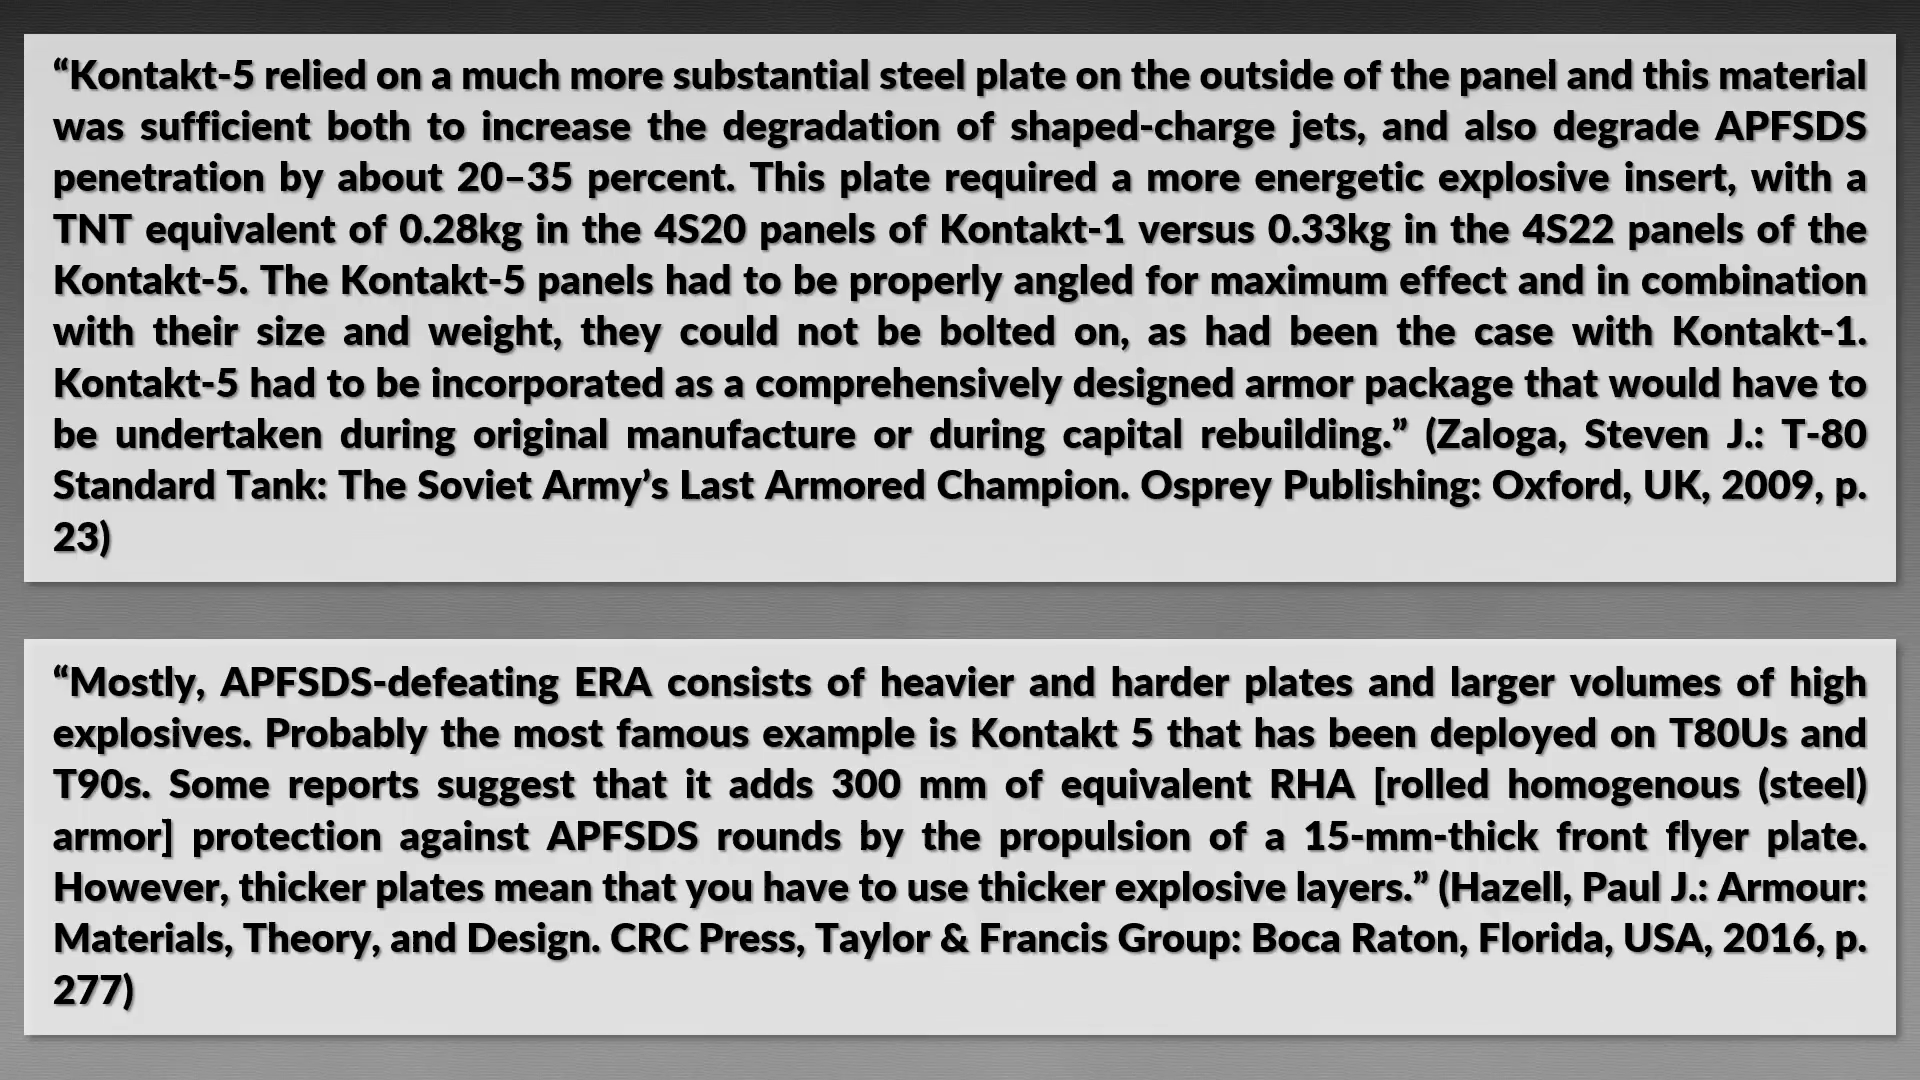 “Kontakt-5 relied on a much more substantial steel plate on the outside of the panel and this material
was sufficient both to increase the degradation of shaped-charge jets, and also degrade APFSDS
penetration by about 20–35 percent. This plate required a more energetic explosive insert, with a
TNT equivalent of 0.28kg in the 4S20 panels of Kontakt-1 versus 0.33kg in the 4S22 panels of the
Kontakt-5. The Kontakt-5 panels had to be properly angled for maximum effect and in combination
with their size and weight, they could not be bolted on, as had been the case with Kontakt-1.
Kontakt-5 had to be incorporated as a comprehensively designed armor package that would have to
be undertaken during original manufacture or during capital rebuilding.” (Zaloga, Steven J.: T-80
Standard Tank: The Soviet Army’s Last Armored Champion. Osprey Publishing: Oxford, UK, 2009, p.
23)
“Mostly, APFSDS-defeating ERA consists of heavier and harder plates and larger volumes of high
explosives. Probably the most famous example is Kontakt 5 that has been deployed on T80Us and
T90s. Some reports suggest that it adds 300 mm of equivalent RHA [rolled homogenous (steel)
armor] protection against APFSDS rounds by the propulsion of a 15-mm-thick front flyer plate.
However, thicker plates mean that you have to use thicker explosive layers.” (Hazell, Paul J.: Armour:
Materials, Theory, and Design. CRC Press, Taylor & Francis Group: Boca Raton, Florida, USA, 2016, p.
277)